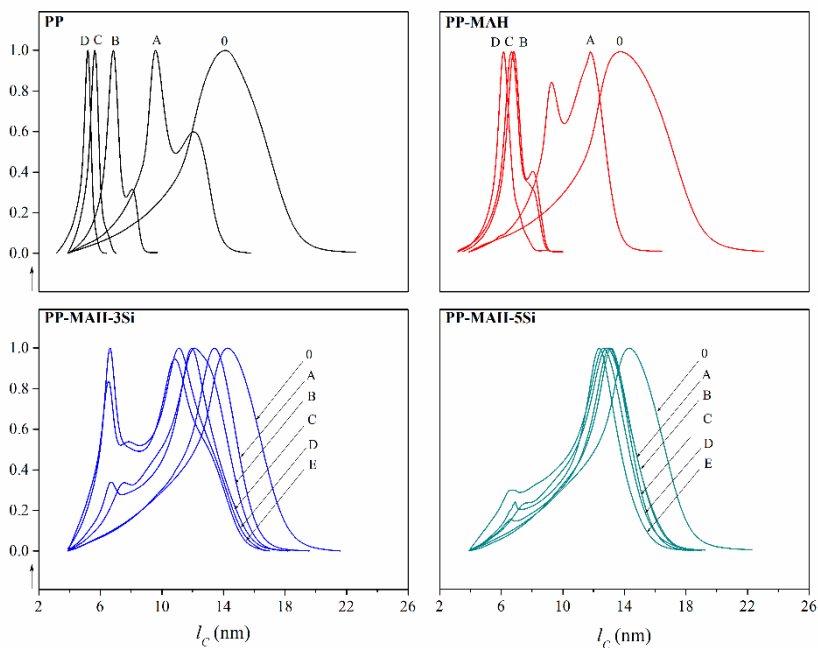 PP
D C B A 0
1.0
0.8
0.6
0.4
0.2
0.0
PP-MAH
D C B A 0
PP-MAH-3Si
0
A
B
C
D
E
1.0
0.8
0.6
0.4
0.2
0.0
2 6 10 14 18 22 26
l_C (nm)
PP-MAH-5Si
0
A
B
C
D
E
2 6 10 14 18 22 26
l_C (nm)